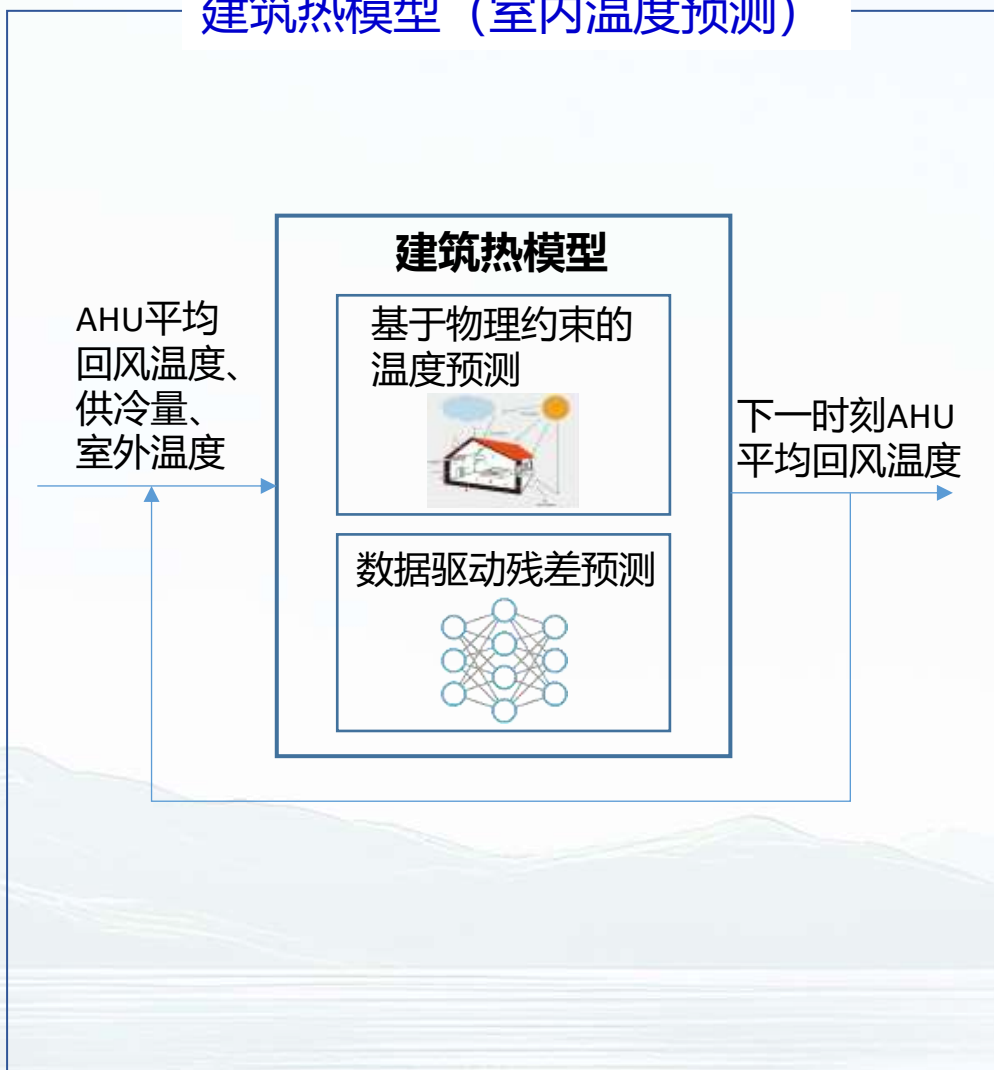 建筑热模型（室内温度预测）
建筑热模型
AHU平均
回风温度、
供冷量、
室外温度
基于物理约束的
温度预测
下一时刻AHU
平均回风温度
数据驱动残差预测